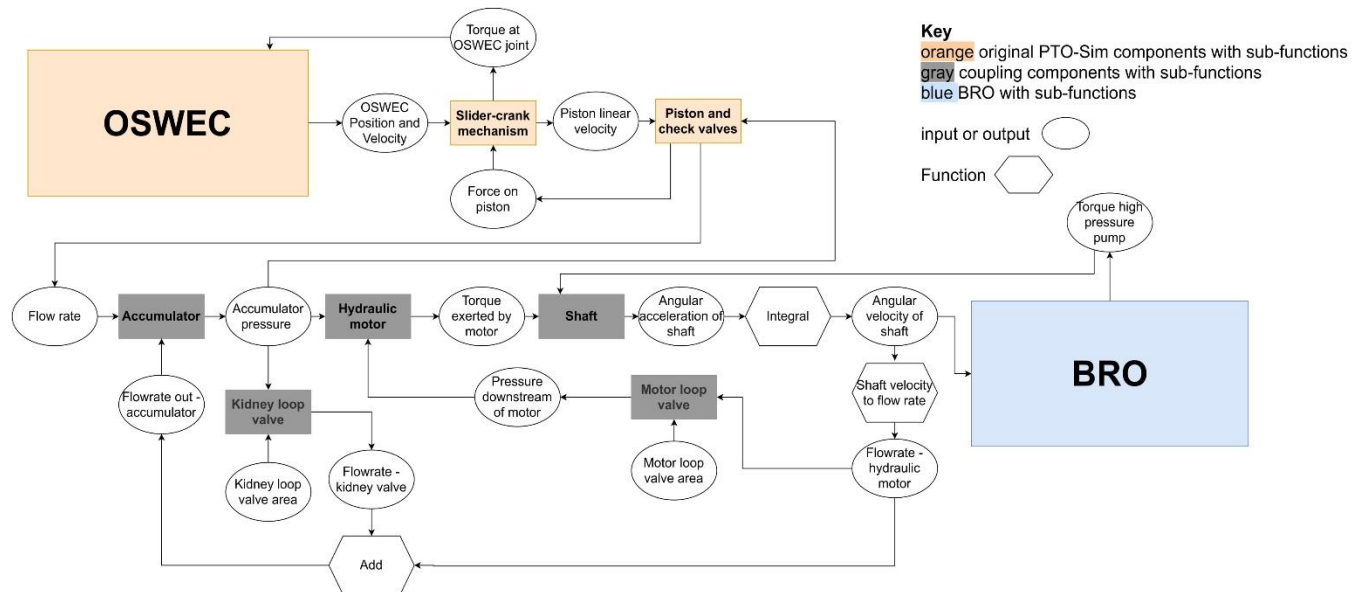 Key
orange original PTO-Sim components with sub-functions
gray coupling components with sub-functions
blue BRO with sub-functions
input or output
Function
Torque at
OSWEC joint
OSWEC
OSWEC
Position and
Velocity
Slider-crank
mechanism
Piston linear
velocity
Piston and
check valves
Force on
piston
Torque high
pressure
pump
Flow rate
Accumulator
Accumulator
pressure
Hydraulic
motor
Torque
exerted by
motor
Shaft
Angular
acceleration of
shaft
Integral
Angular
velocity of
shaft
BRO
Flowrate out -
accumulator
Kidney loop
valve
Pressure
downstream
of motor
Motor loop
valve
Shaft velocity
to flow rate
Kidney loop
valve area
Flowrate -
kidney valve
Motor loop
valve area
Flowrate -
hydraulic
motor
Add